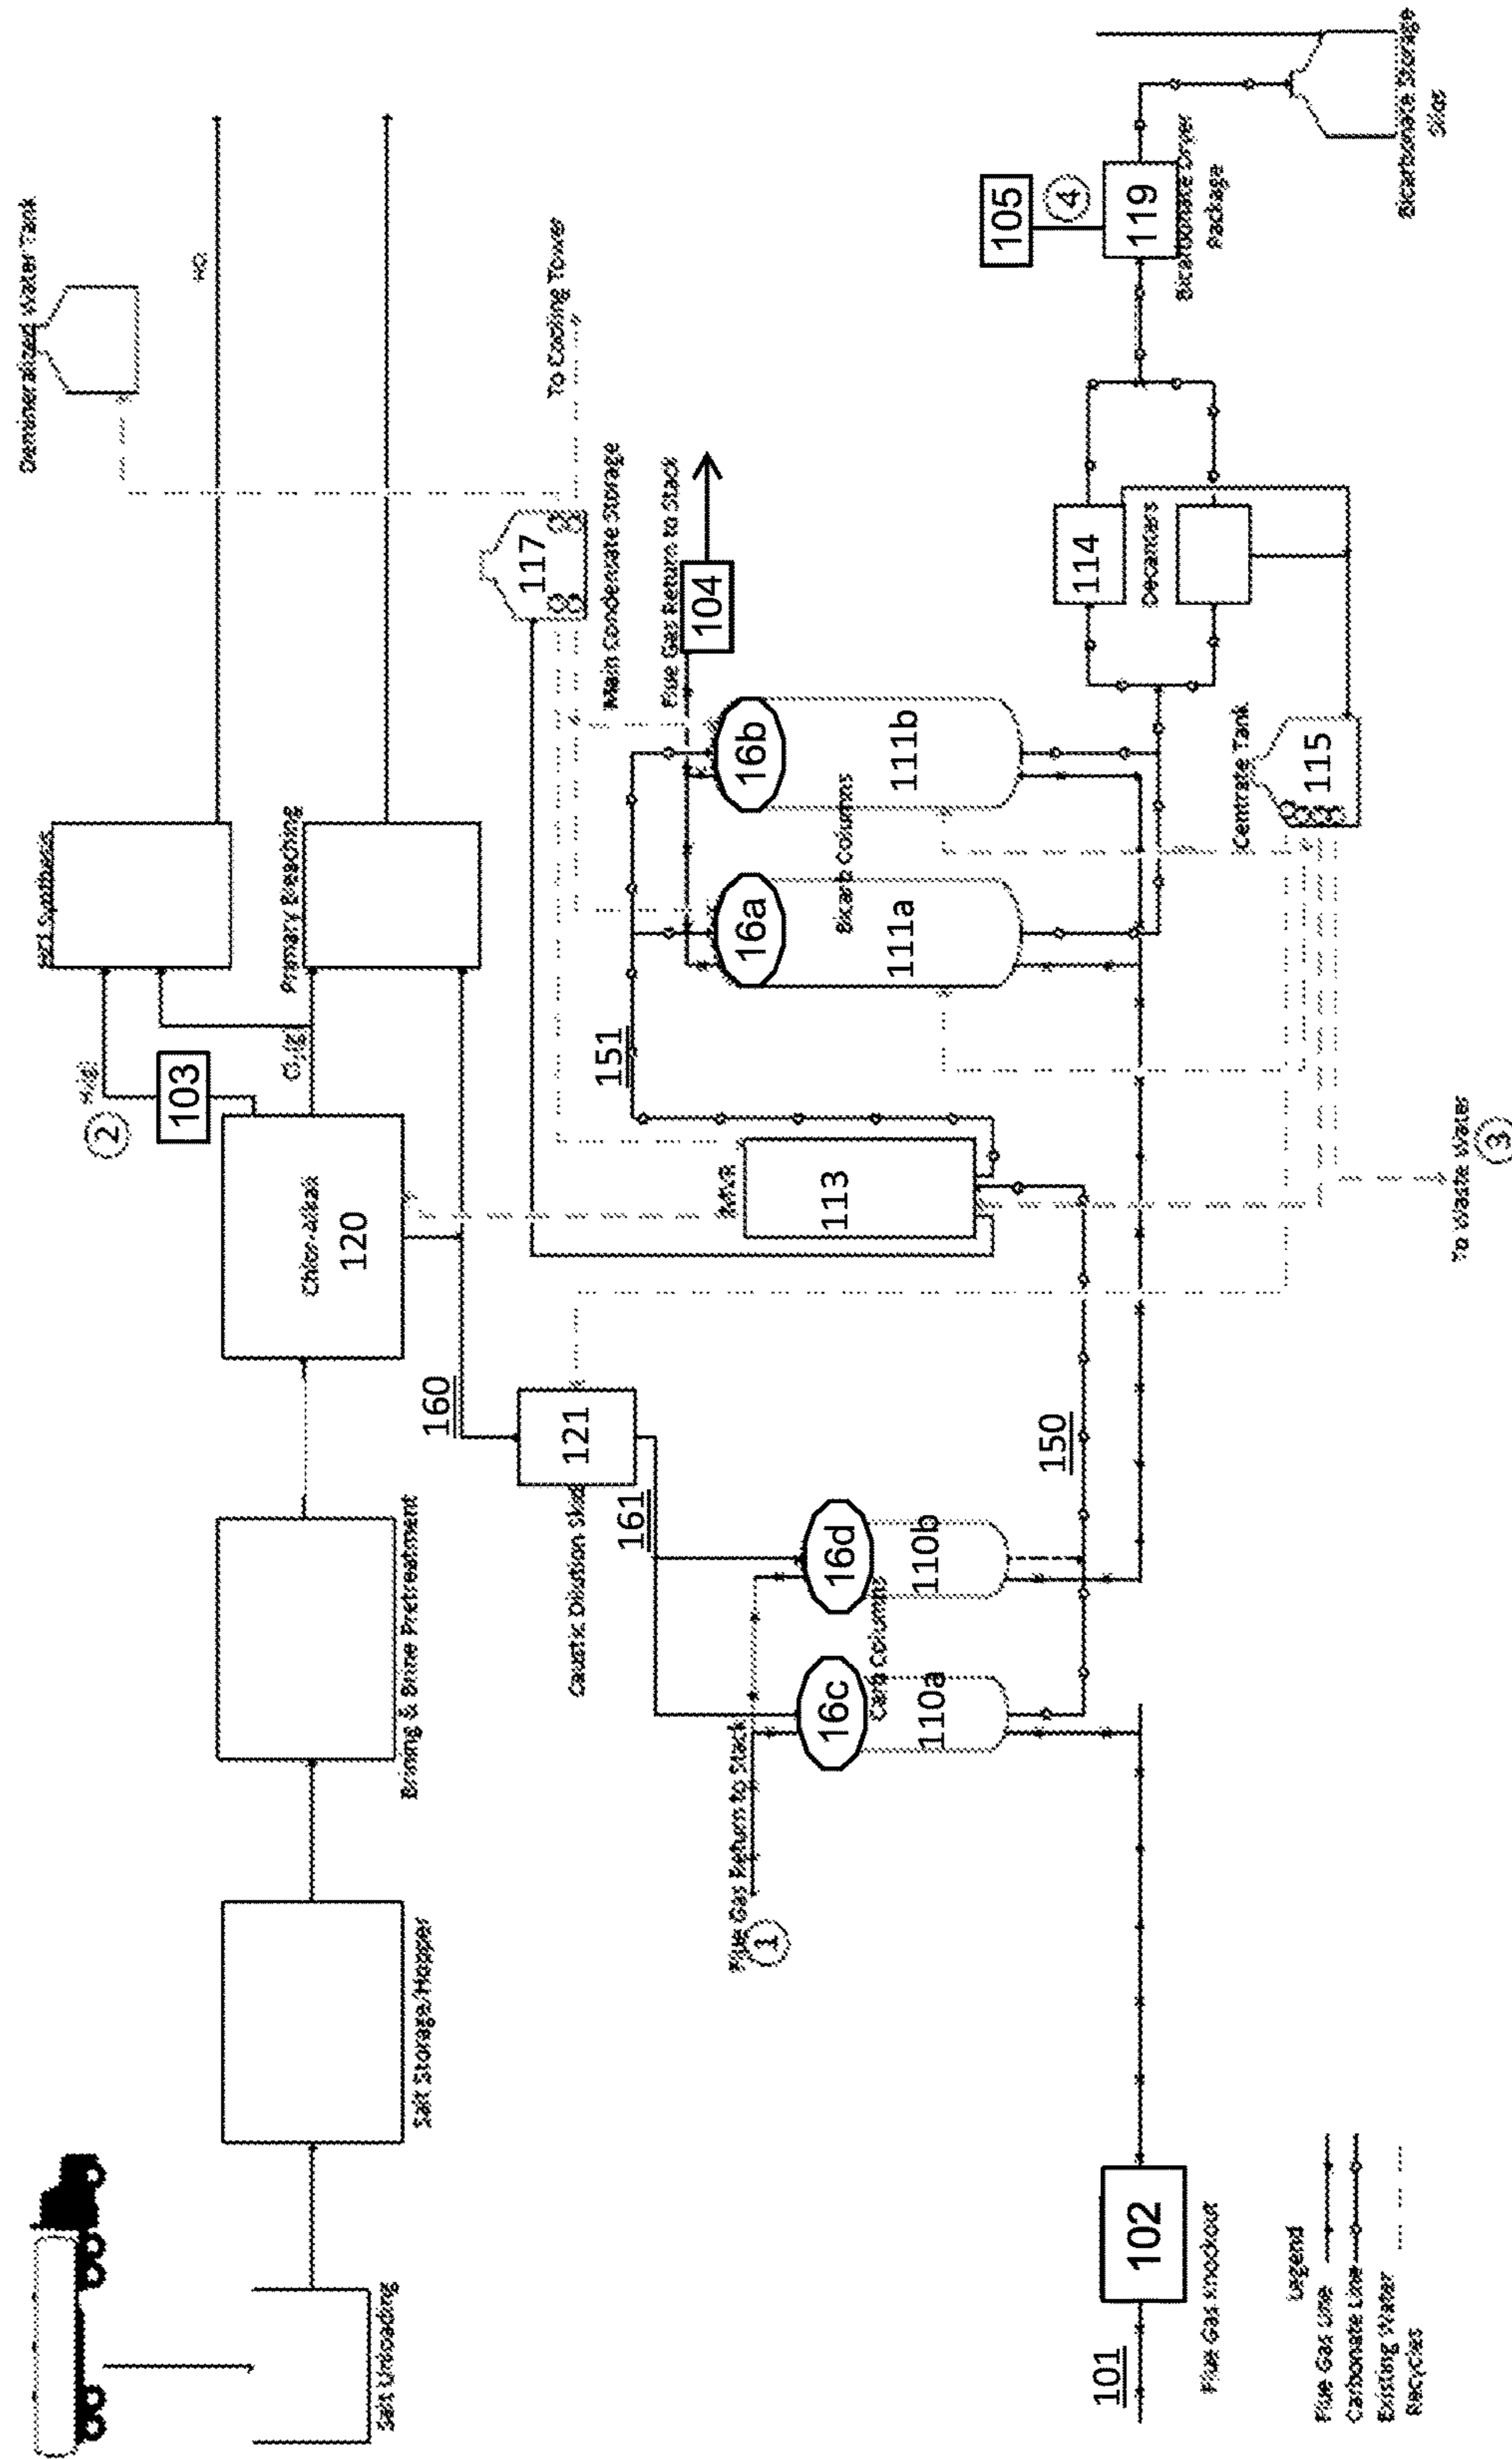 Demineralized Water Tank
HCl Synthesis
H₂(g)
2
103
Cl₂(g)
Primary Bleaching
Chlor-Alkali
120
Brining & Brine Pretreatment
Salt Storage/Hopper
Salt Unloading
To Cooling Tower
117
Main Condensate Storage
160
121
Caustic Dilution Skid
161
Flue Gas Return to Stack
104
151
MVR
113
16b
111b
16a
111a
Bicarb Columns
16d
110b
16c
110a
Carb Columns
Flue Gas Return to Stack
1
150
105
4
119
Bicarbonate Dryer
Package
Bicarbonate Storage
Silos
114
Decanters
Centrate Tank
115
To Waste Water
3
101
102
Flue Gas Knockout
Legend
Flue Gas Line
Carbonate Line
Existing Water
Recycles